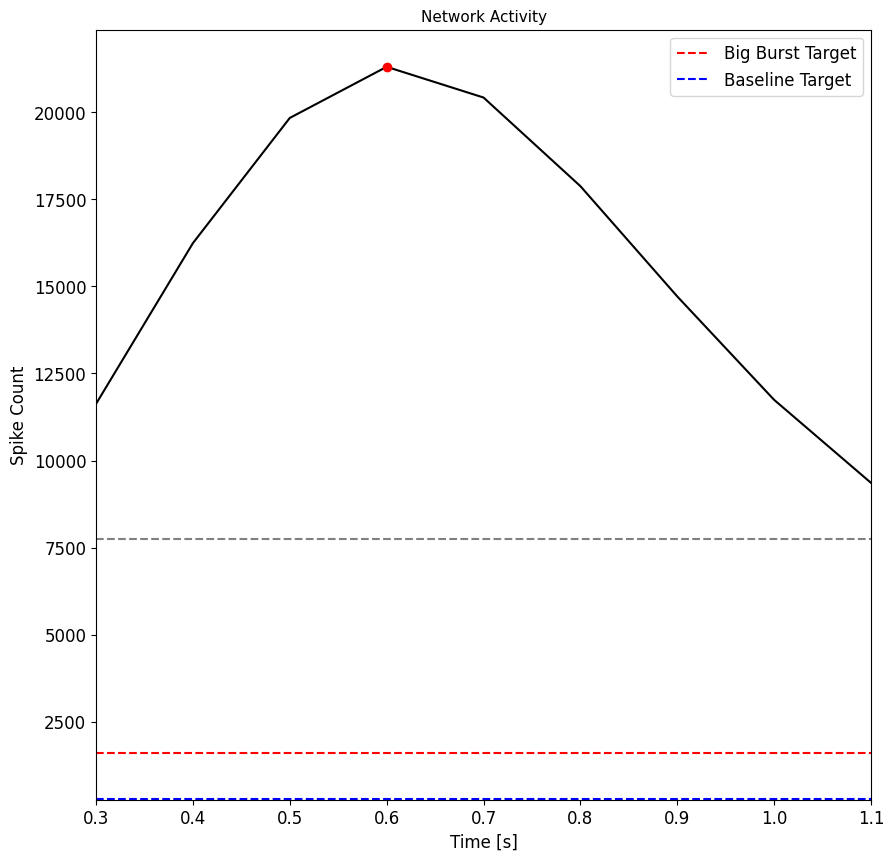 Network Activity
Big Burst Target
Baseline Target
Spike Count
20000
17500
15000
12500
10000
7500
5000
2500
0.3 0.4 0.5 0.6 0.7 0.8 0.9 1.0 1.1
Time [s]